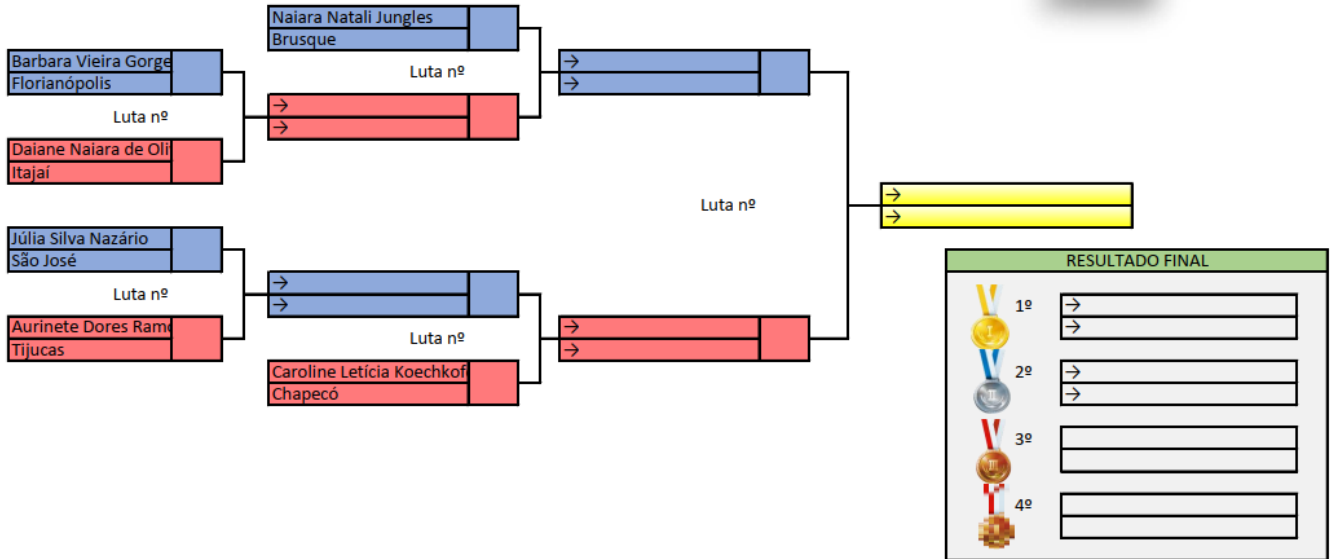 Naiara Natali Jungles
Brusque
Barbara Vieira Gorge
Florianópolis
Luta nº
Luta nº
→
→
→
→
Daiane Naiara de Oli
Itajaí
Luta nº
→
→
Júlia Silva Nazário
São José
Luta nº
→
→
Aurinete Dores Ramo
Tijucas
Luta nº
→
→
Caroline Letícia Koechkof
Chapecó
RESULTADO FINAL
1º →
→
2º →
→
3º
4º